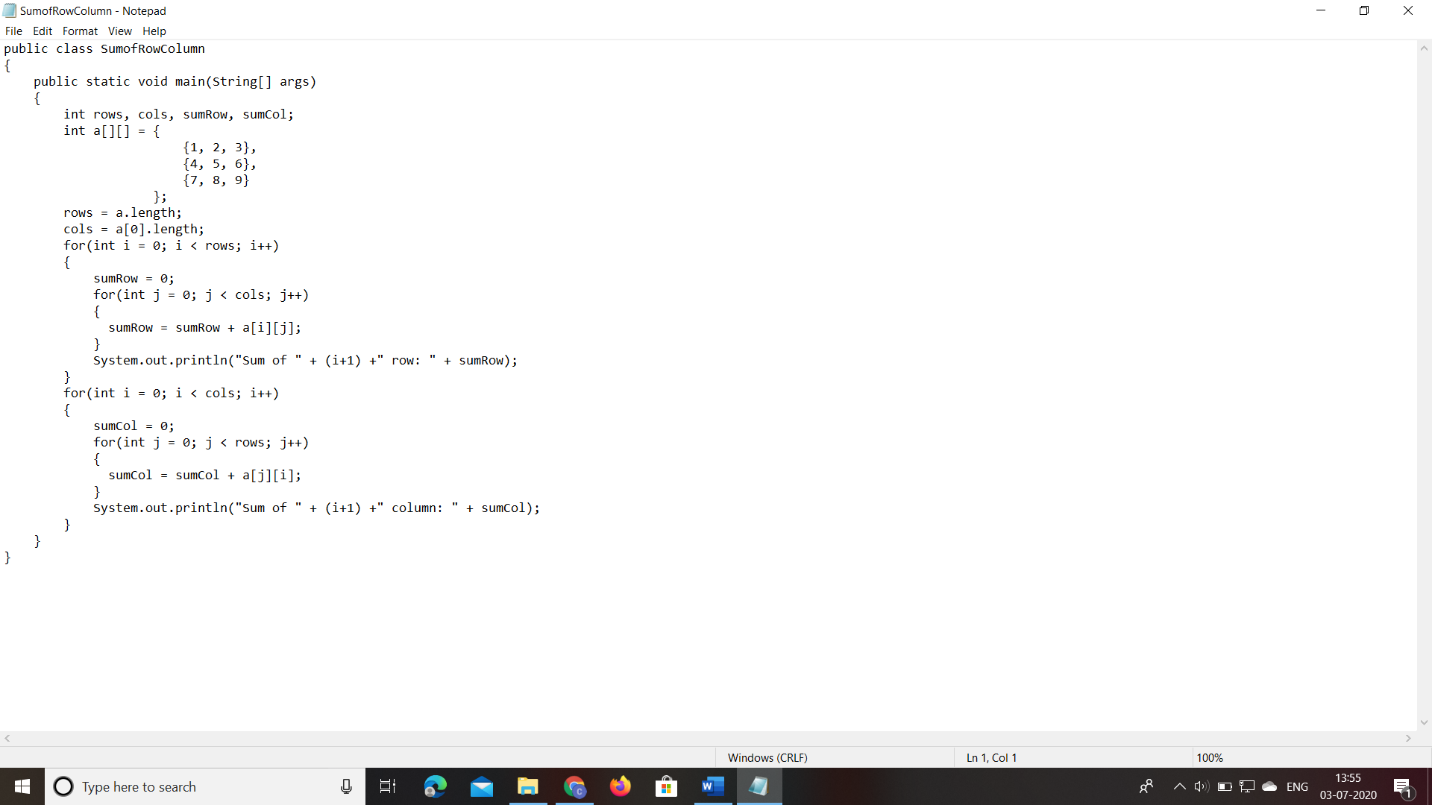 SumofRowColumn - Notepad
File Edit Format View Help
public class SumofRowColumn
{
    public static void main(String[] args)
    {
        int rows, cols, sumRow, sumCol;
        int a[][] = {
                        {1, 2, 3},
                        {4, 5, 6},
                        {7, 8, 9}
                    };
        rows = a.length;
        cols = a[0].length;
        for(int i = 0; i < rows; i++)
        {
            sumRow = 0;
            for(int j = 0; j < cols; j++)
            {
              sumRow = sumRow + a[i][j];
            }
            System.out.println("Sum of " + (i+1) +" row: " + sumRow);
        }
        for(int i = 0; i < cols; i++)
        {
            sumCol = 0;
            for(int j = 0; j < rows; j++)
            {
              sumCol = sumCol + a[j][i];
            }
            System.out.println("Sum of " + (i+1) +" column: " + sumCol);
        }
    }
}
Windows (CRLF) Ln 1, Col 1 100%
Type here to search
ENG
13:55
03-07-2020
1